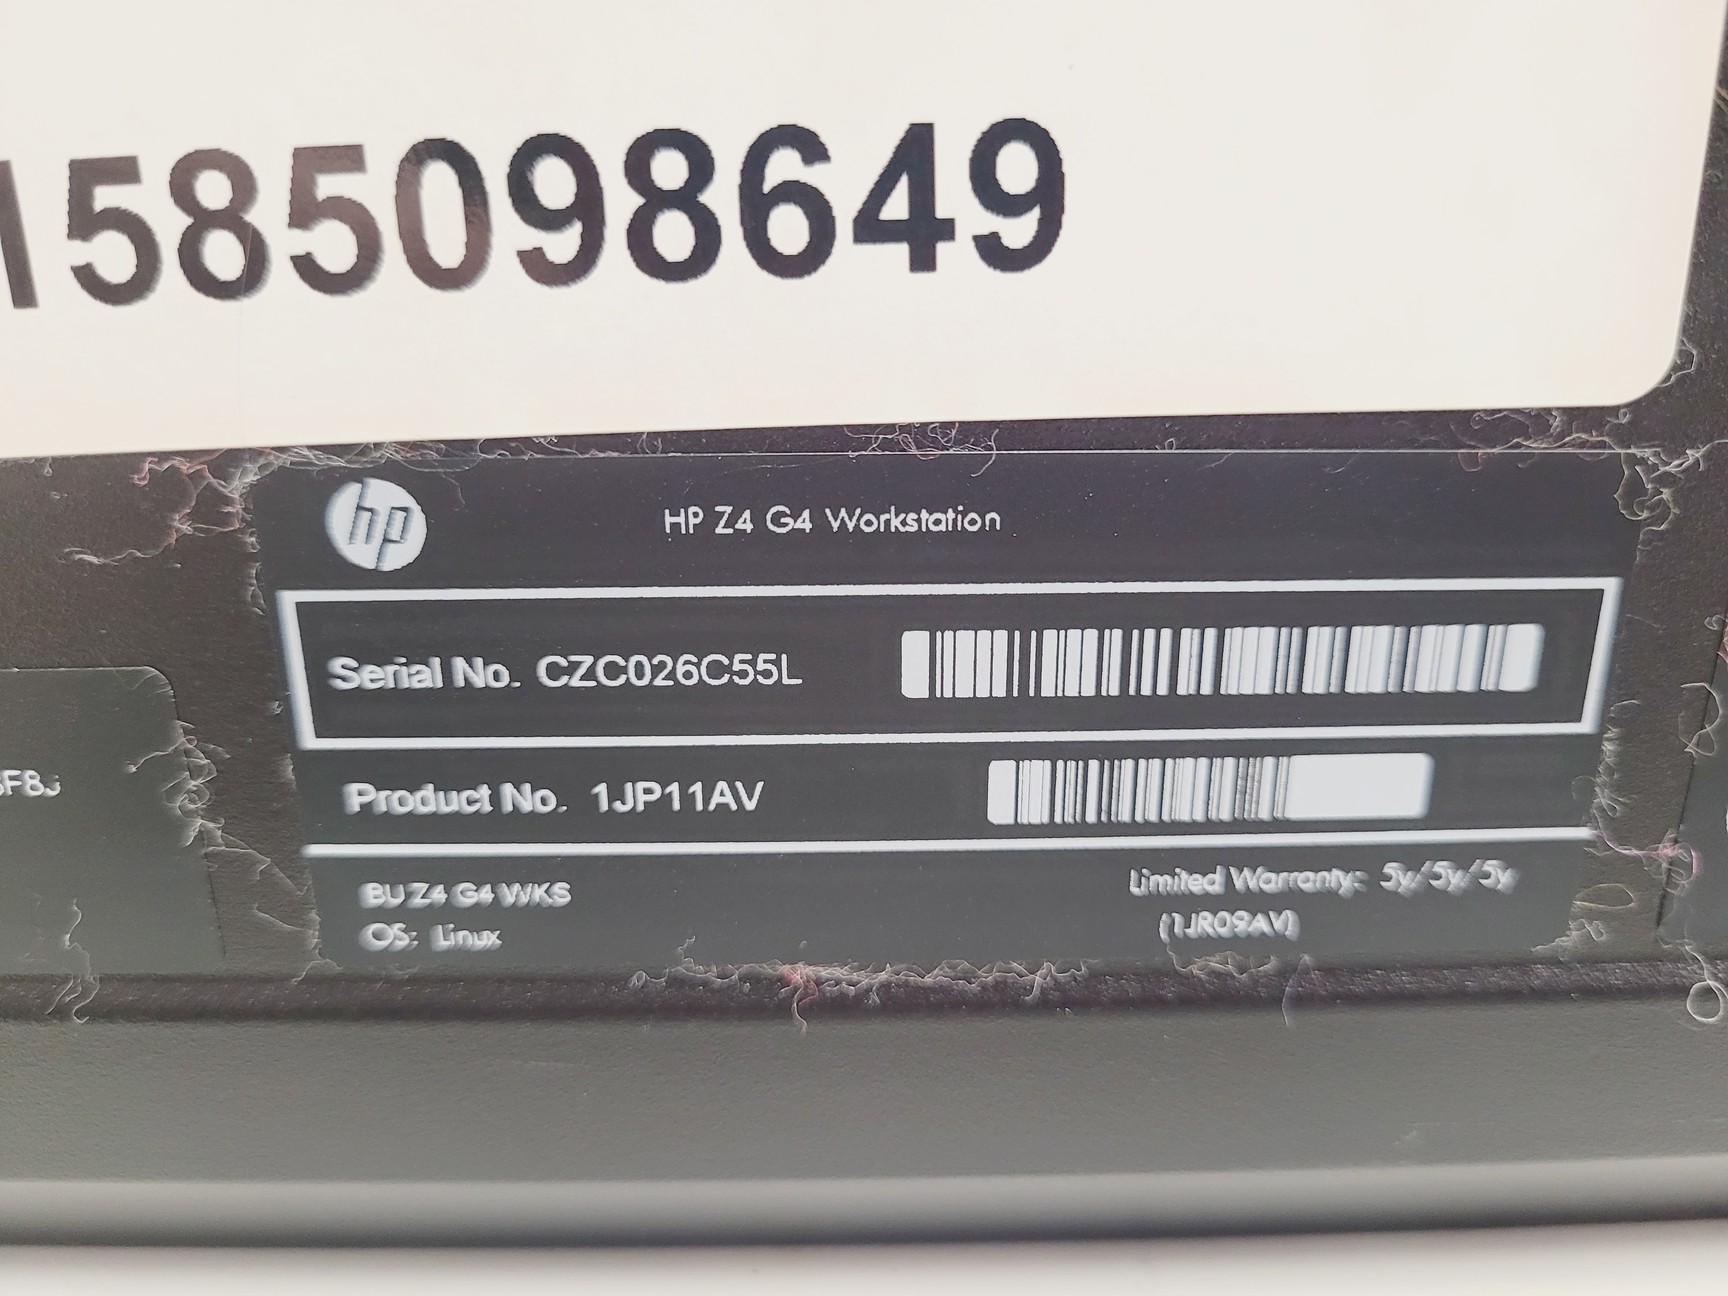 1585098649
hp
HP Z4 G4 Workstation
Serial No. CZC026C55L
Product No. 1JP11AV
BU Z4 G4 WKS
OS: Linux
Limited Warranty: 5y/5y/5y
(1JR09AV)